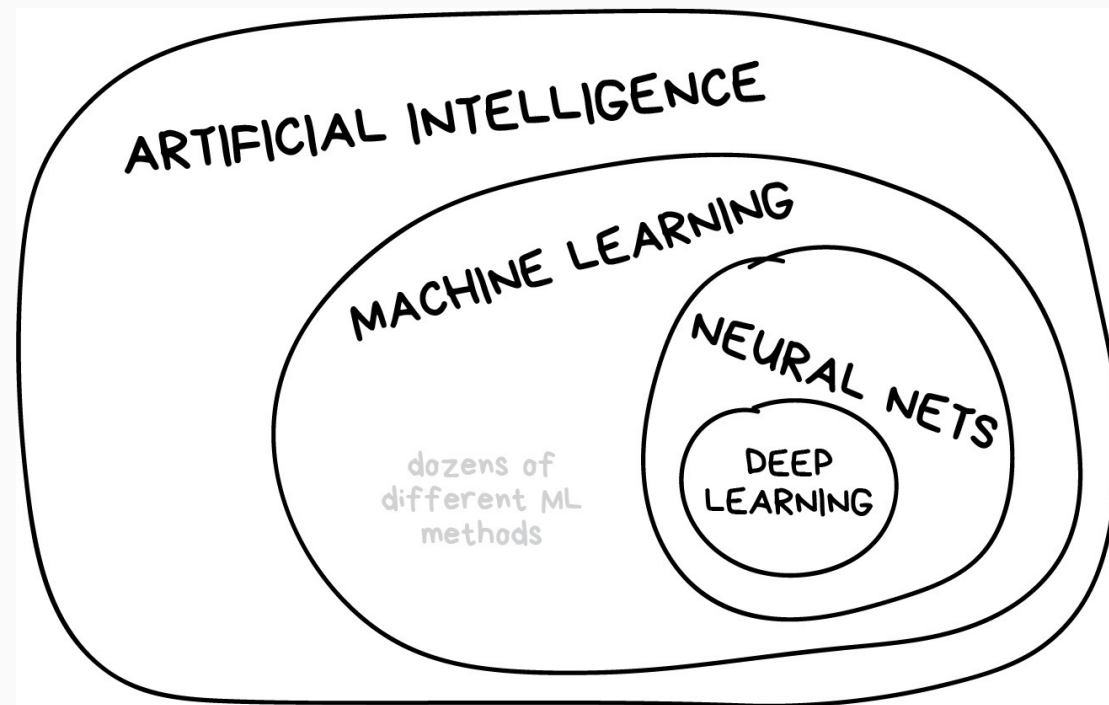 ARTIFICIAL INTELLIGENCE
MACHINE LEARNING
NEURAL NETS
DEEP
LEARNING
dozens of
different ML
methods